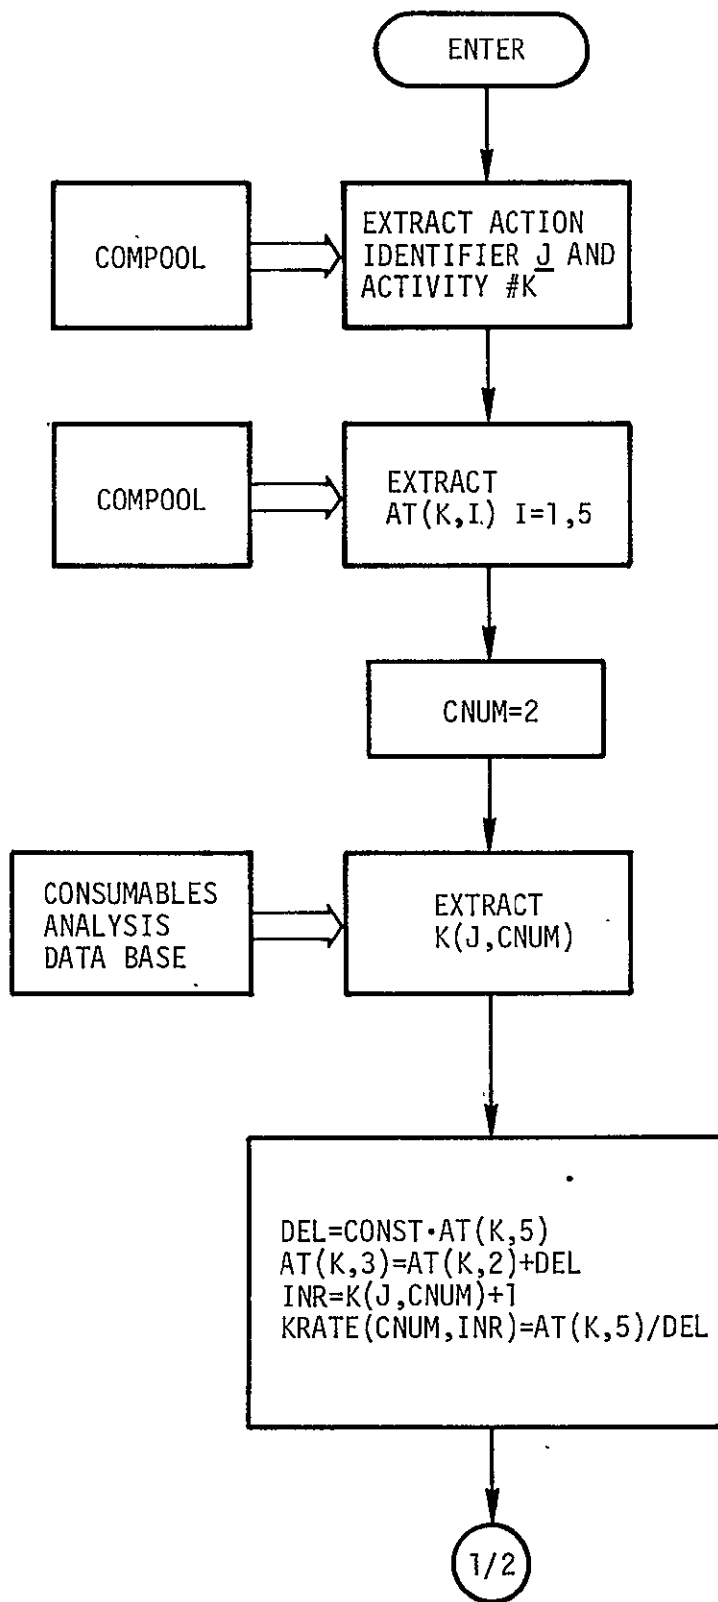 ENTER
COMPOOL
EXTRACT ACTION
IDENTIFIER J AND
ACTIVITY #K
COMPOOL
EXTRACT
AT(K,I) I=1,5
CNUM=2
CONSUMABLES
ANALYSIS
DATA BASE
EXTRACT
K(J,CNUM)
DEL=CONST·AT(K,5)
AT(K,3)=AT(K,2)+DEL
INR=K(J,CNUM)+1
KRATE(CNUM,INR)=AT(K,5)/DEL
1/2